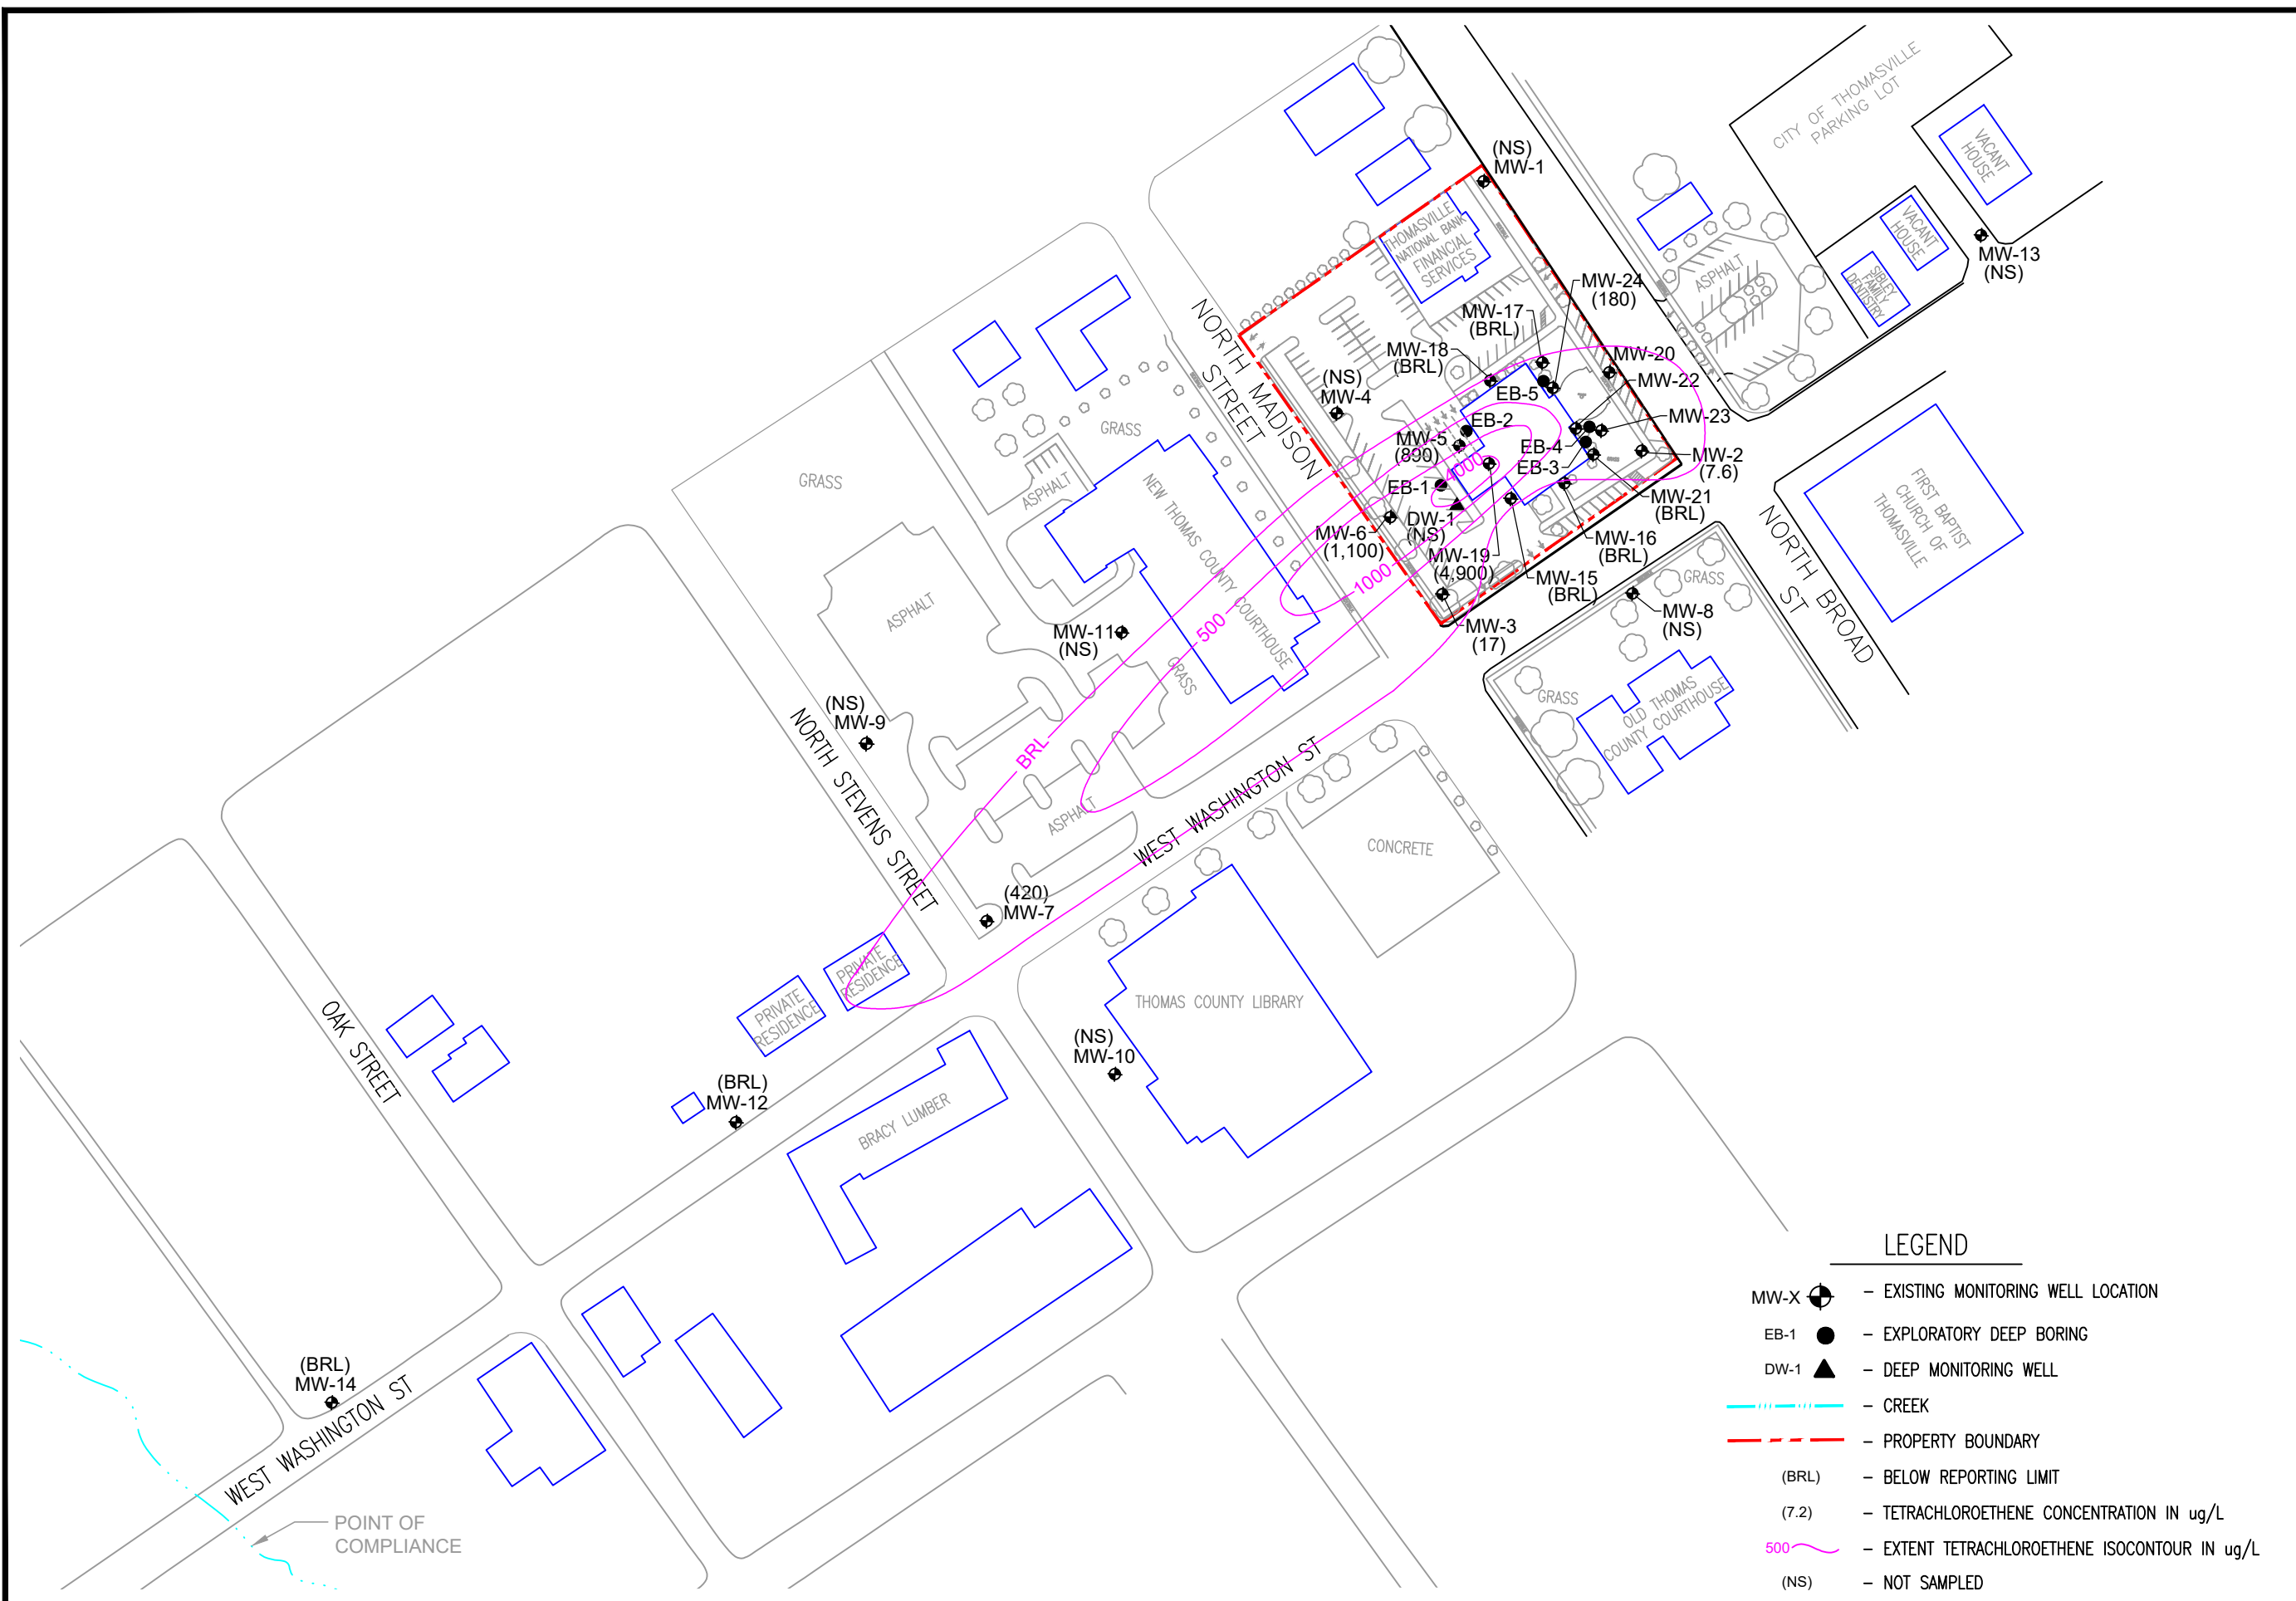 CITY OF THOMASVILLE
PARKING LOT
VACANT
HOUSE
VACANT
HOUSE
SIBLEY
FAMILY
DENTISTRY
MW-13
(NS)
(NS)
MW-1
THOMASVILLE
NATIONAL BANK
FINANCIAL
SERVICES
ASPHALT
MW-24
(180)
MW-17
(BRL)
MW-18
(BRL)
MW-20
MW-22
MW-23
EB-5
EB-2
(NS)
MW-4
MW-5
(890)
EB-4
EB-3
MW-2
(7.6)
4000
EB-1
MW-21
(BRL)
DW-1
(NS)
MW-6
(1,100)
MW-16
(BRL)
MW-19
(4,900)
MW-15
(BRL)
1000
MW-3
(17)
MW-8
(NS)
GRASS
GRASS
OLD THOMAS
COUNTY COURTHOUSE
NORTH BROAD
ST
FIRST BAPTIST
CHURCH OF
THOMASVILLE
NORTH MADISON
STREET
GRASS
GRASS
ASPHALT
NEW THOMAS COUNTY COURTHOUSE
ASPHALT
MW-11
(NS)
500
GRASS
(NS)
MW-9
BRL
NORTH STEVENS STREET
ASPHALT
WEST WASHINGTON ST
CONCRETE
(420)
MW-7
PRIVATE
RESIDENCE
PRIVATE
RESIDENCE
THOMAS COUNTY LIBRARY
OAK STREET
(NS)
MW-10
(BRL)
MW-12
BRACY LUMBER
(BRL)
MW-14
WEST WASHINGTON ST
POINT OF
COMPLIANCE
LEGEND
MW-X – EXISTING MONITORING WELL LOCATION
EB-1 – EXPLORATORY DEEP BORING
DW-1 – DEEP MONITORING WELL
– CREEK
– PROPERTY BOUNDARY
(BRL) – BELOW REPORTING LIMIT
(7.2) – TETRACHLOROETHENE CONCENTRATION IN ug/L
500 – EXTENT TETRACHLOROETHENE ISOCONTOUR IN ug/L
(NS) – NOT SAMPLED